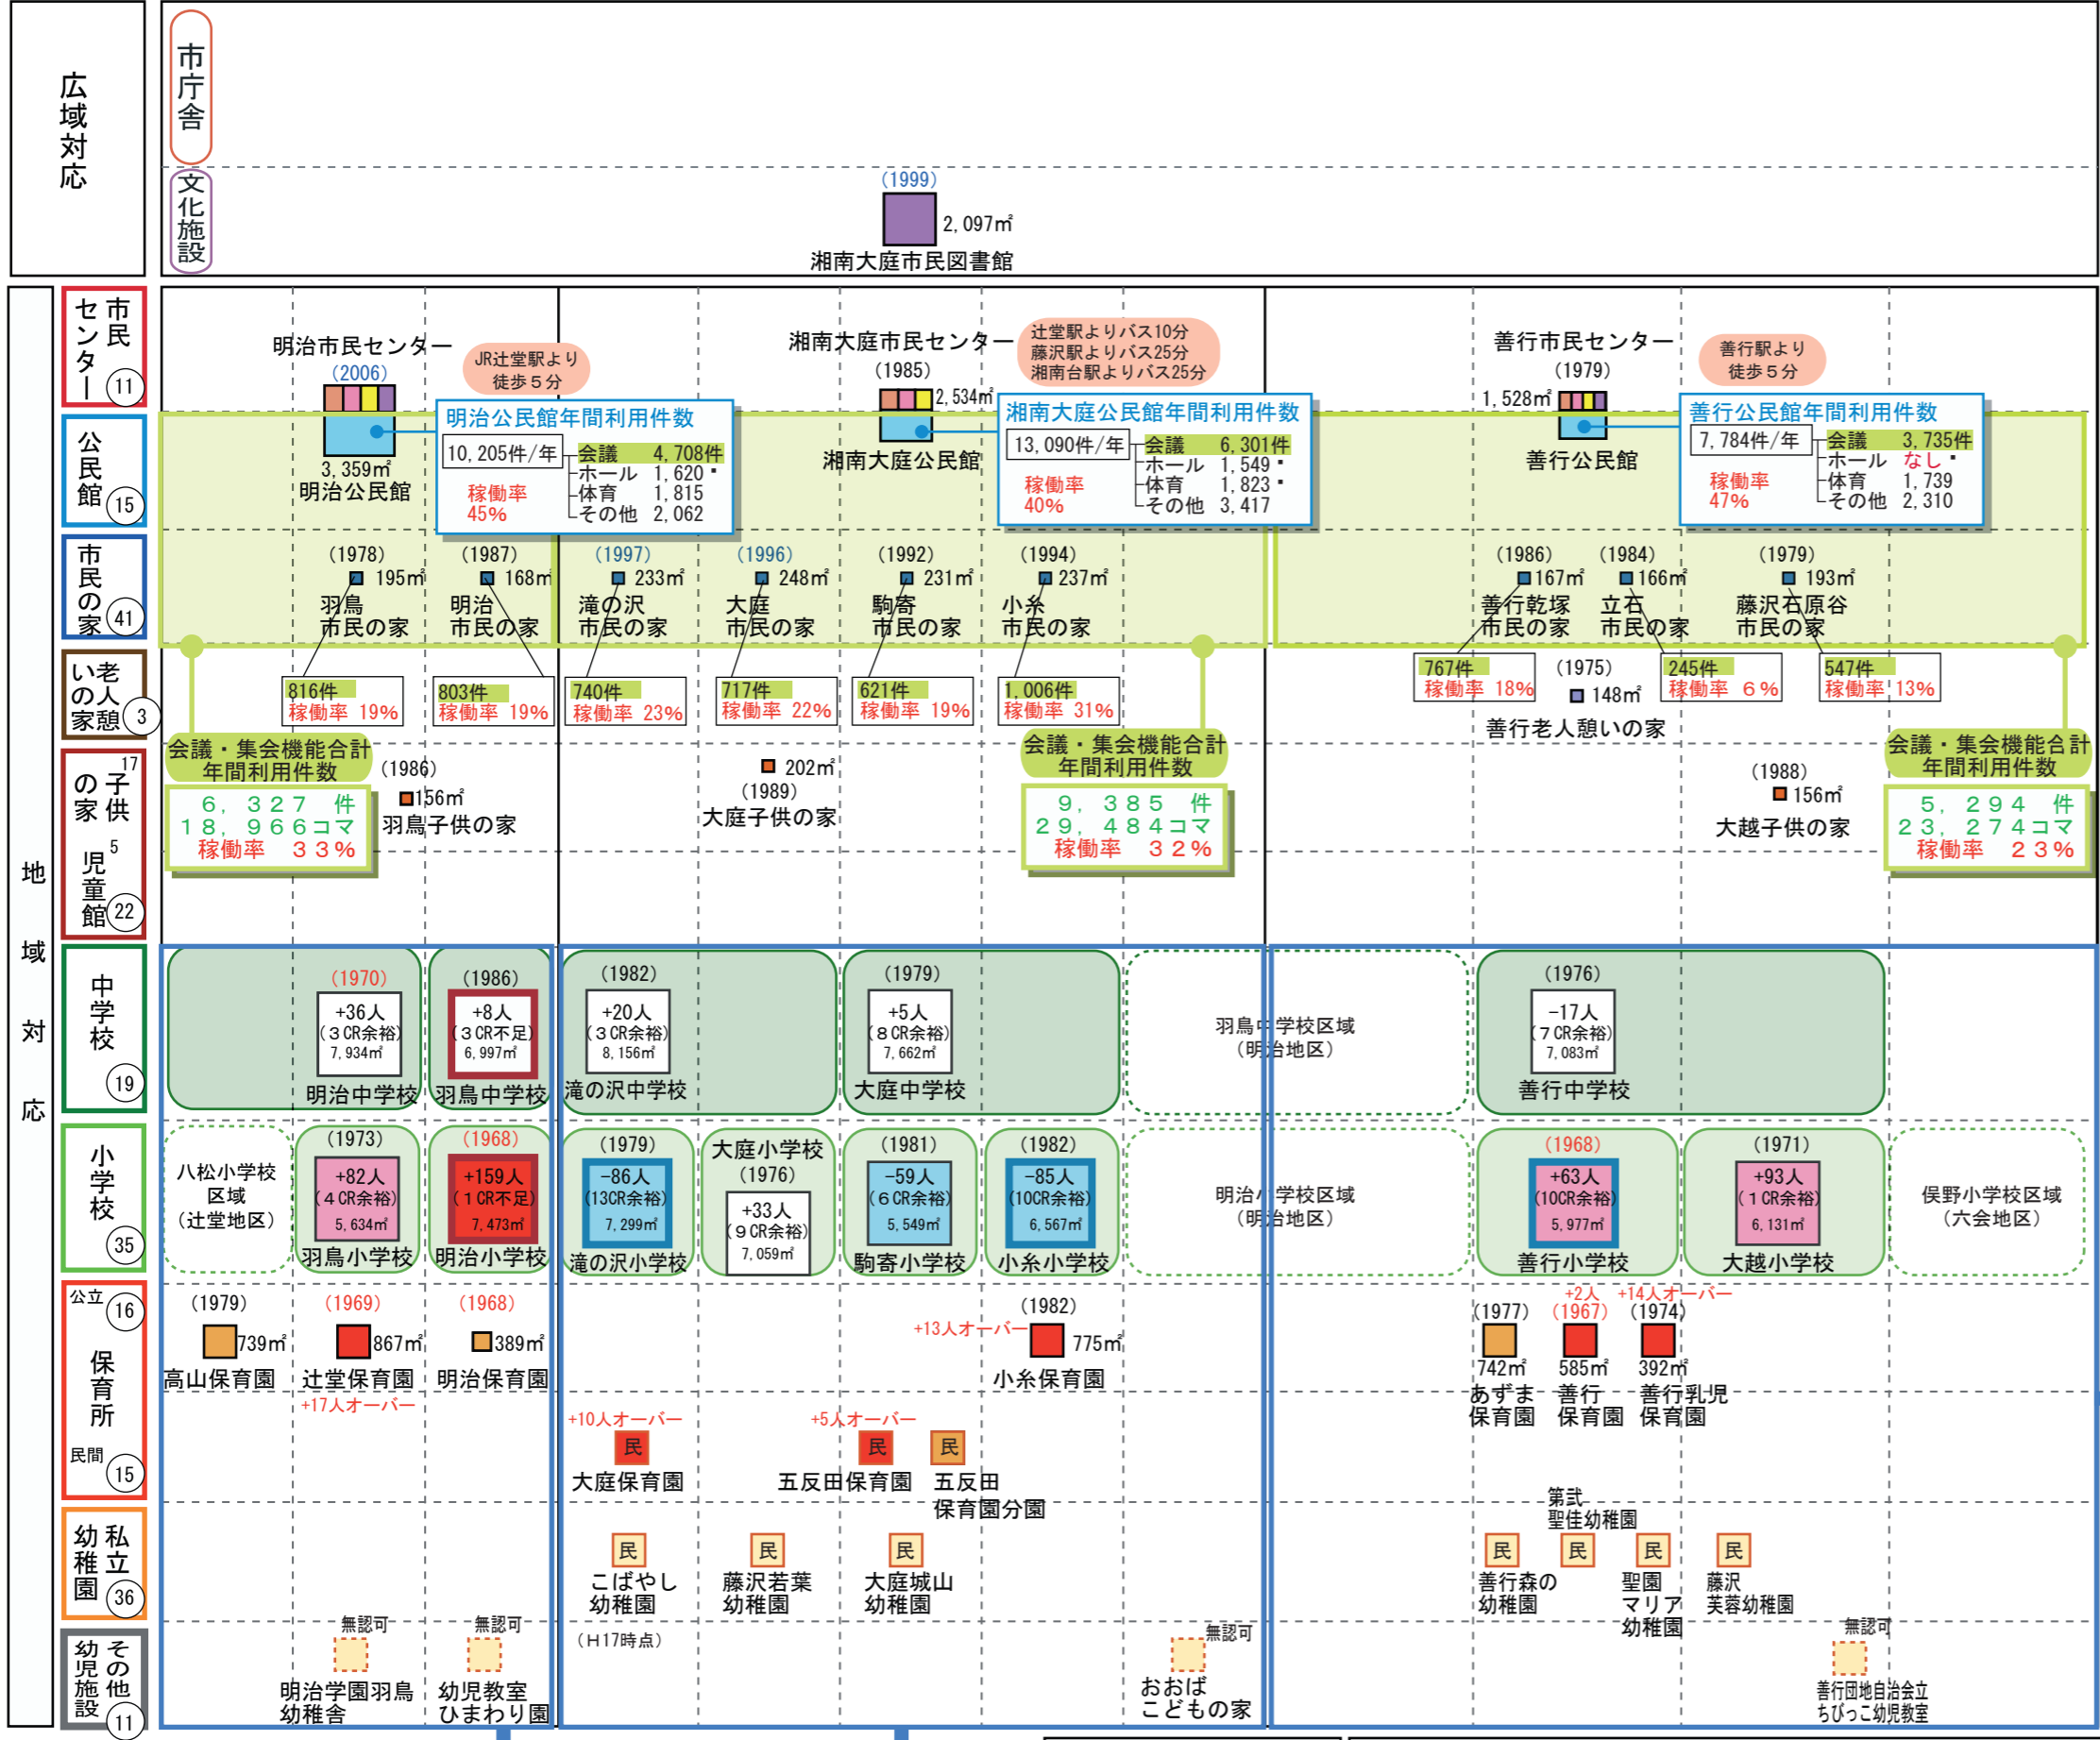 広域対応
市庁舎
文化施設
(1999)
2,097㎡
湘南大庭市民図書館
地域対応
市民センター
11
公民館
15
市民の家
41
老人憩いの家
3
子供の家
17
児童館
5
22
中学校
19
小学校
35
公立
16
保育所
民間
15
私立幼稚園
36
その他幼児施設
11
明治市民センター
(2006)
JR辻堂駅より
徒歩５分
3,359㎡
明治公民館
明治公民館年間利用件数
10,205件/年
稼働率
45%
会議 4,708件
ホール 1,620
体育 1,815
その他 2,062
湘南大庭市民センター
(1985)
2,534㎡
辻堂駅よりバス10分
藤沢駅よりバス25分
湘南台駅よりバス25分
湘南大庭公民館
湘南大庭公民館年間利用件数
13,090件/年
稼働率
40%
会議 6,301件
ホール 1,549
体育 1,823
その他 3,417
善行市民センター
(1979)
1,528㎡
善行駅より
徒歩５分
善行公民館
善行公民館年間利用件数
7,784件/年
稼働率
47%
会議 3,735件
ホール なし
体育 1,739
その他 2,310
(1978)
195㎡
羽鳥
市民の家
(1987)
168㎡
明治
市民の家
(1997)
233㎡
滝の沢
市民の家
(1996)
248㎡
大庭
市民の家
(1992)
231㎡
駒寄
市民の家
(1994)
237㎡
小糸
市民の家
(1986)
167㎡
善行乾塚
市民の家
(1984)
166㎡
立石
市民の家
(1979)
193㎡
藤沢石原谷
市民の家
816件
稼働率 19%
803件
稼働率 19%
740件
稼働率 23%
717件
稼働率 22%
621件
稼働率 19%
1,006件
稼働率 31%
767件
稼働率 18%
(1975)
148㎡
善行老人憩いの家
245件
稼働率 ６%
547件
稼働率 13%
会議・集会機能合計
年間利用件数
６，３２７ 件
１８，９６６コマ
稼働率 ３３％
(1986)
156㎡
羽鳥子供の家
202㎡
(1989)
大庭子供の家
会議・集会機能合計
年間利用件数
９，３８５ 件
２９，４８４コマ
稼働率 ３２％
(1988)
156㎡
大越子供の家
会議・集会機能合計
年間利用件数
５，２９４ 件
２３，２７４コマ
稼働率 ２３％
(1970)
+36人
(３CR余裕)
7,934㎡
明治中学校
(1986)
+8人
(３CR不足)
6,997㎡
羽鳥中学校
(1982)
+20人
(３CR余裕)
8,156㎡
滝の沢中学校
(1979)
+5人
(８CR余裕)
7,662㎡
大庭中学校
羽鳥中学校区域
(明治地区)
(1976)
−17人
(７CR余裕)
7,083㎡
善行中学校
八松小学校
区域
(辻堂地区)
(1973)
+82人
(４CR余裕)
5,634㎡
羽鳥小学校
(1968)
+159人
(１CR不足)
7,473㎡
明治小学校
(1979)
−86人
(13CR余裕)
7,299㎡
滝の沢小学校
大庭小学校
(1976)
+33人
(９CR余裕)
7,059㎡
(1981)
−59人
(６CR余裕)
5,549㎡
駒寄小学校
(1982)
−85人
(10CR余裕)
6,567㎡
小糸小学校
明治小学校区域
(明治地区)
(1968)
+63人
(10CR余裕)
5,977㎡
善行小学校
(1971)
+93人
(１CR余裕)
6,131㎡
大越小学校
俣野小学校区域
(六会地区)
(1979)
739㎡
高山保育園
(1969)
867㎡
辻堂保育園
+17人オーバー
(1968)
389㎡
明治保育園
(1982)
+13人オーバー
775㎡
小糸保育園
(1977)
742㎡
あずま
保育園
+2人
(1967)
585㎡
善行
保育園
+14人オーバー
(1974)
392㎡
善行乳児
保育園
+10人オーバー
民
大庭保育園
+5人オーバー
民
五反田保育園
民
五反田
保育園分園
民
こばやし
幼稚園
民
藤沢若葉
幼稚園
民
大庭城山
幼稚園
民
善行森の
幼稚園
第弐
聖佳幼稚園
民
民
聖園
マリア
幼稚園
民
藤沢
芙蓉幼稚園
無認可
明治学園羽鳥
幼稚舎
無認可
幼児教室
ひまわり園
(H17時点)
無認可
おおば
こどもの家
無認可
善行団地自治会立
ちびっこ幼児教室